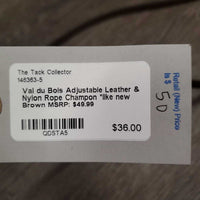 The Tack Collector
146363-5
Val du Bois Adjustable Leather &
Nylon Rope Champon *like new
Brown MSRP: $49.99
QDSTA5
$36.00
Retail (New) Price
is $ 50